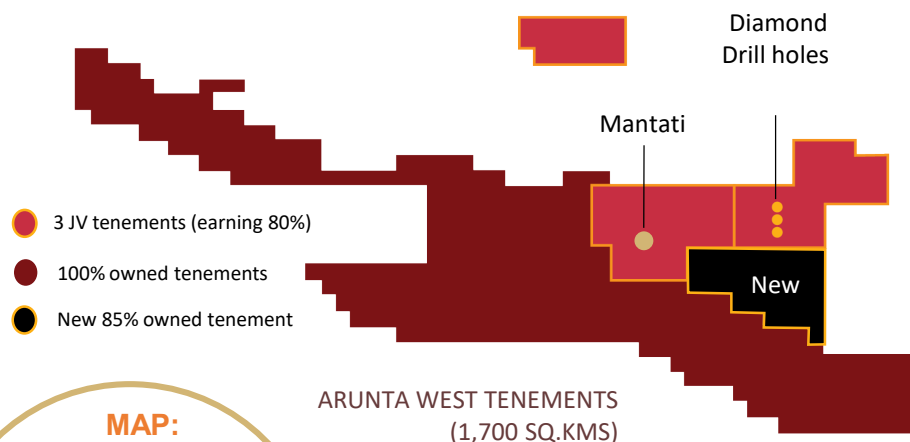 Diamond
Drill holes
Mantati
3 JV tenements (earning 80%)
100% owned tenements
New
New 85% owned tenement
ARUNTA WEST TENEMENTS
(1,700 SQ.KMS)
MAP: